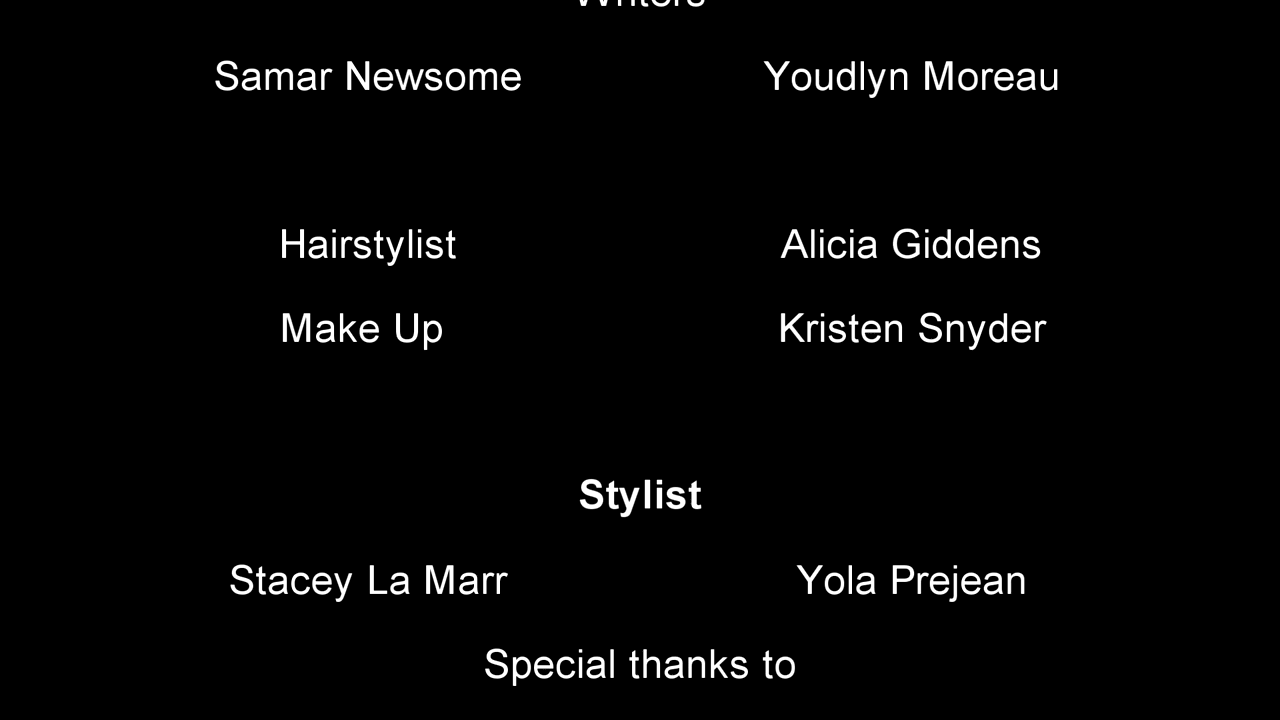 Writers
Samar Newsome Youdlyn Moreau
Hairstylist Alicia Giddens
Make Up Kristen Snyder
Stylist
Stacey La Marr Yola Prejean
Special thanks to